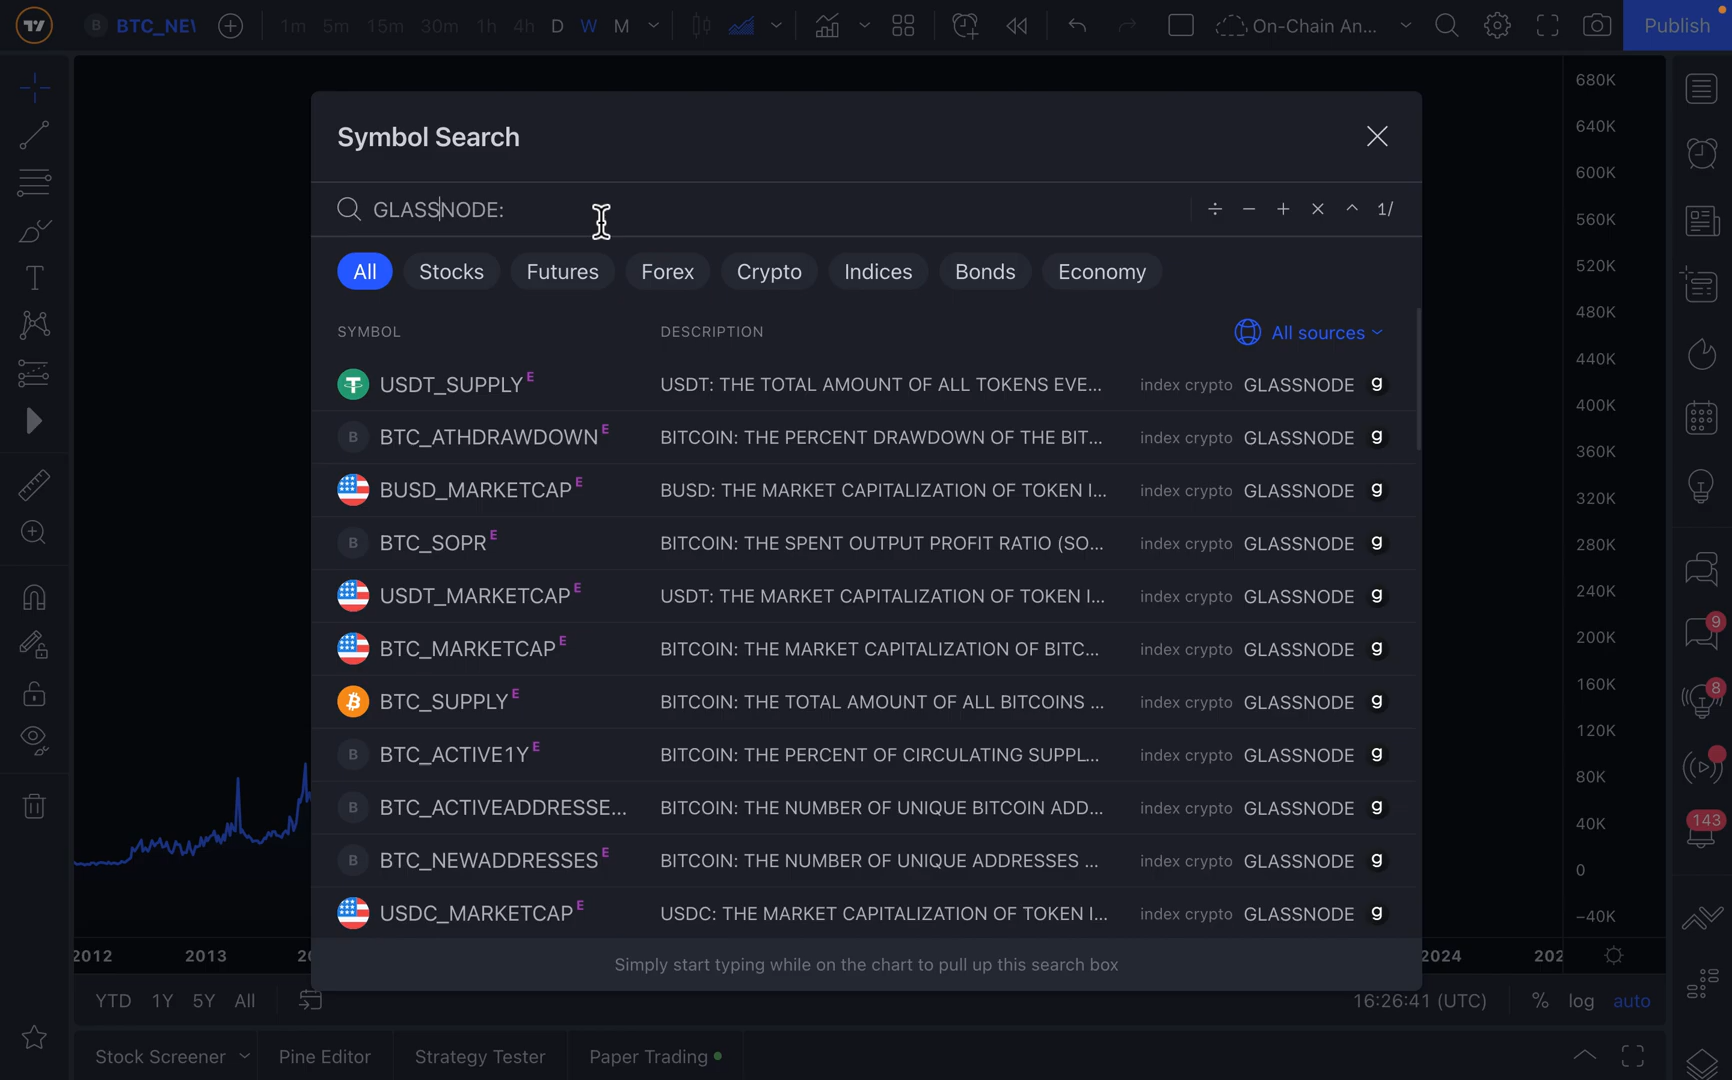 B BTC_NEW 1m 5m 15m 30m 1h 4h D W M On-Chain An... Publish
Symbol Search
GLASSNODE: 1/
All Stocks Futures Forex Crypto Indices Bonds Economy
SYMBOL DESCRIPTION All sources
USDT_SUPPLY E USDT: THE TOTAL AMOUNT OF ALL TOKENS EVE... index crypto GLASSNODE g
B BTC_ATHDRAWDOWN E BITCOIN: THE PERCENT DRAWDOWN OF THE BIT... index crypto GLASSNODE g
BUSD_MARKETCAP E BUSD: THE MARKET CAPITALIZATION OF TOKEN I... index crypto GLASSNODE g
B BTC_SOPR E BITCOIN: THE SPENT OUTPUT PROFIT RATIO (SO... index crypto GLASSNODE g
USDT_MARKETCAP E USDT: THE MARKET CAPITALIZATION OF TOKEN I... index crypto GLASSNODE g
BTC_MARKETCAP E BITCOIN: THE MARKET CAPITALIZATION OF BITC... index crypto GLASSNODE g
BTC_SUPPLY E BITCOIN: THE TOTAL AMOUNT OF ALL BITCOINS ... index crypto GLASSNODE g
B BTC_ACTIVE1Y E BITCOIN: THE PERCENT OF CIRCULATING SUPPL... index crypto GLASSNODE g
B BTC_ACTIVEADDRESSE... BITCOIN: THE NUMBER OF UNIQUE BITCOIN ADD... index crypto GLASSNODE g
B BTC_NEWADDRESSES E BITCOIN: THE NUMBER OF UNIQUE ADDRESSES ... index crypto GLASSNODE g
USDC_MARKETCAP E USDC: THE MARKET CAPITALIZATION OF TOKEN I... index crypto GLASSNODE g
Simply start typing while on the chart to pull up this search box
680K
640K
600K
560K
520K
480K
440K
400K
360K
320K
280K
240K
200K
160K
120K
80K
40K
0
−40K
9
8
143
2012 2013 20 2024 202
YTD 1Y 5Y All 16:26:41 (UTC) % log auto
Stock Screener Pine Editor Strategy Tester Paper Trading